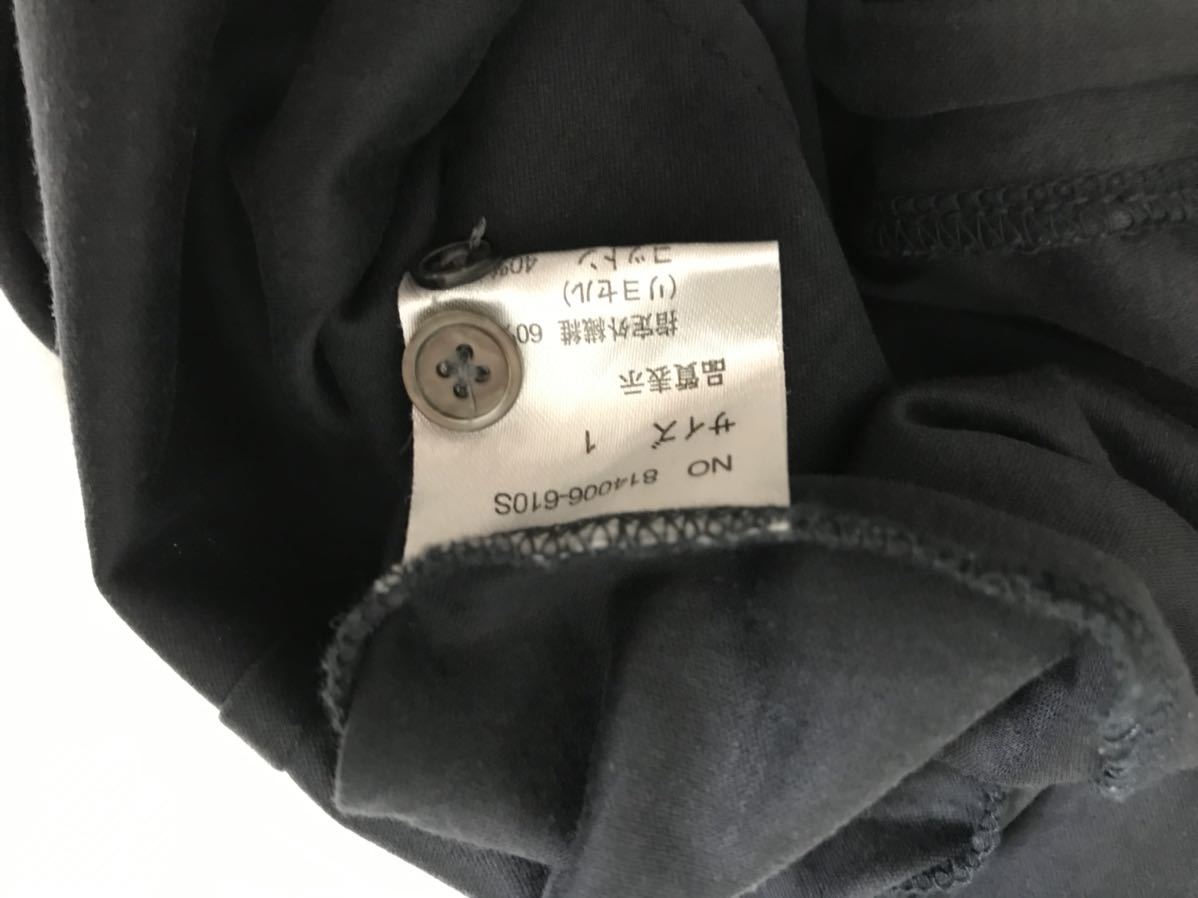 NO 814006-610S
サイズ 1
品質表示
指定外繊維 60%
(リヨセル)
コットン 40%